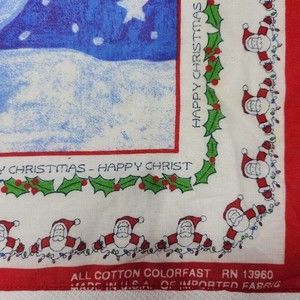 HAPPY CHRISTMAS
Y CHRISTMAS - HAPPY CHRIST
ALL COTTON COLORFAST RN 13960
MADE IN U.S.A. OF IMPORTED FABRIC